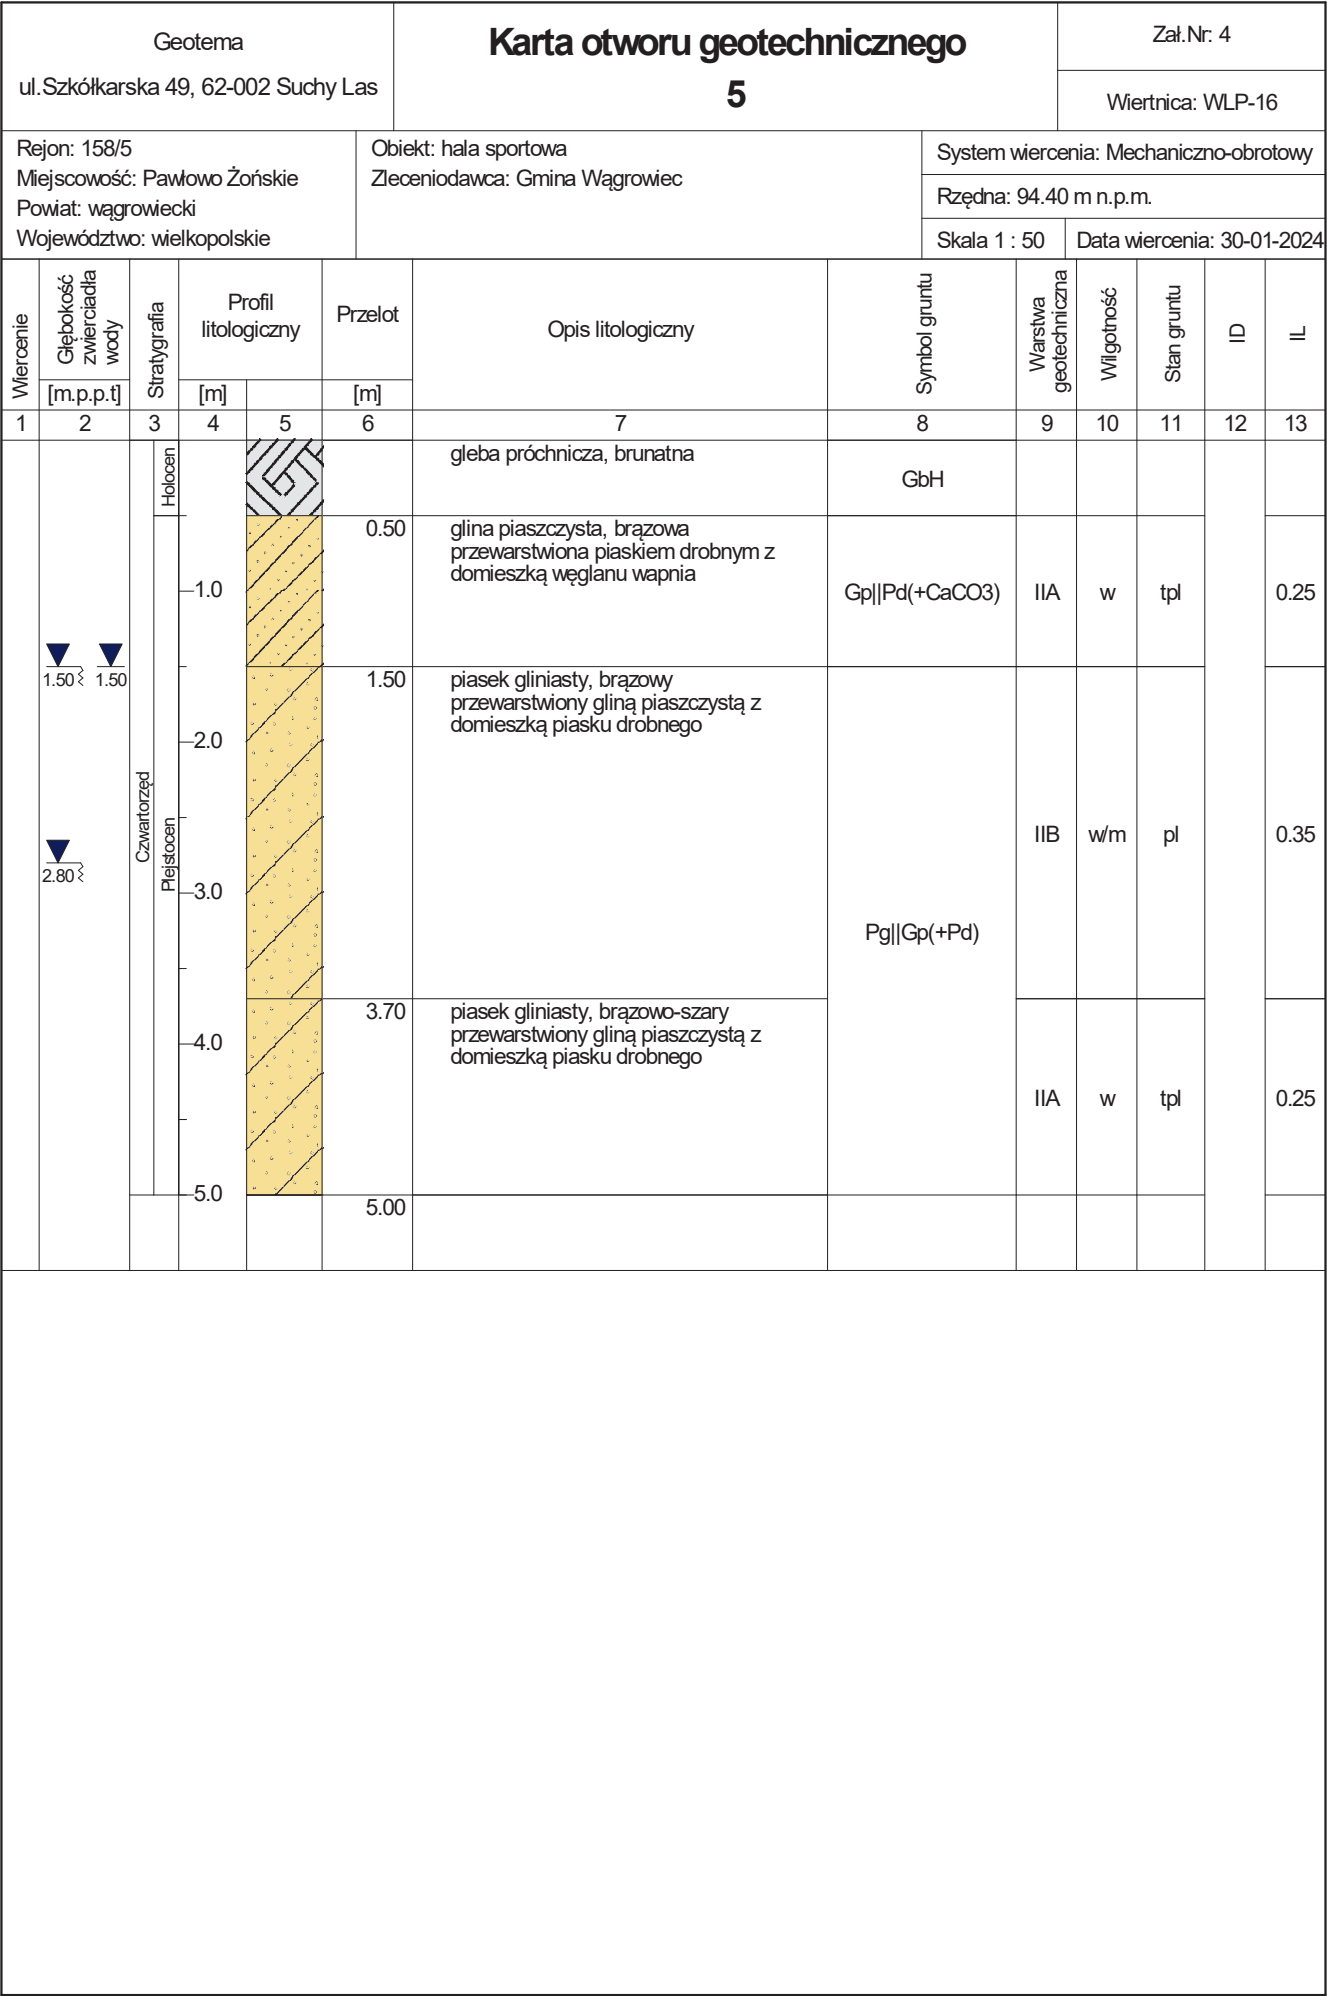 Geotema
ul.Szkółkarska 49, 62-002 Suchy Las
Karta otworu geotechnicznego
5
Zał.Nr: 4
Wiertnica: WLP-16
Rejon: 158/5
Miejscowość: Pawłowo Żońskie
Powiat: wągrowiecki
Województwo: wielkopolskie
Obiekt: hala sportowa
Zleceniodawca: Gmina Wągrowiec
System wiercenia: Mechaniczno-obrotowy
Rzędna: 94.40 m n.p.m.
Skala 1 : 50
Data wiercenia: 30-01-2024
Wiercenie
Głębokość
zwierciadła
wody
[m.p.p.t]
Stratygrafia
Profil
litologiczny
[m]
Przelot
[m]
Opis litologiczny
Symbol gruntu
Warstwa
geotechniczna
Wilgotność
Stan gruntu
ID
IL
1 2 3 4 5 6 7 8 9 10 11 12 13
Holocen
gleba próchnicza, brunatna
GbH
0.50
glina piaszczysta, brązowa
przewarstwiona piaskiem drobnym z
domieszką węglanu wapnia
1.0
Gp||Pd(+CaCO3)
IIA
w
tpl
0.25
1.50
1.50
1.50
piasek gliniasty, brązowy
przewarstwiony gliną piaszczystą z
domieszką piasku drobnego
2.0
Czwartorzęd
Plejstocen
2.80
3.0
IIB
w/m
pl
0.35
Pg||Gp(+Pd)
3.70
piasek gliniasty, brązowo-szary
przewarstwiony gliną piaszczystą z
domieszką piasku drobnego
4.0
IIA
w
tpl
0.25
5.0
5.00